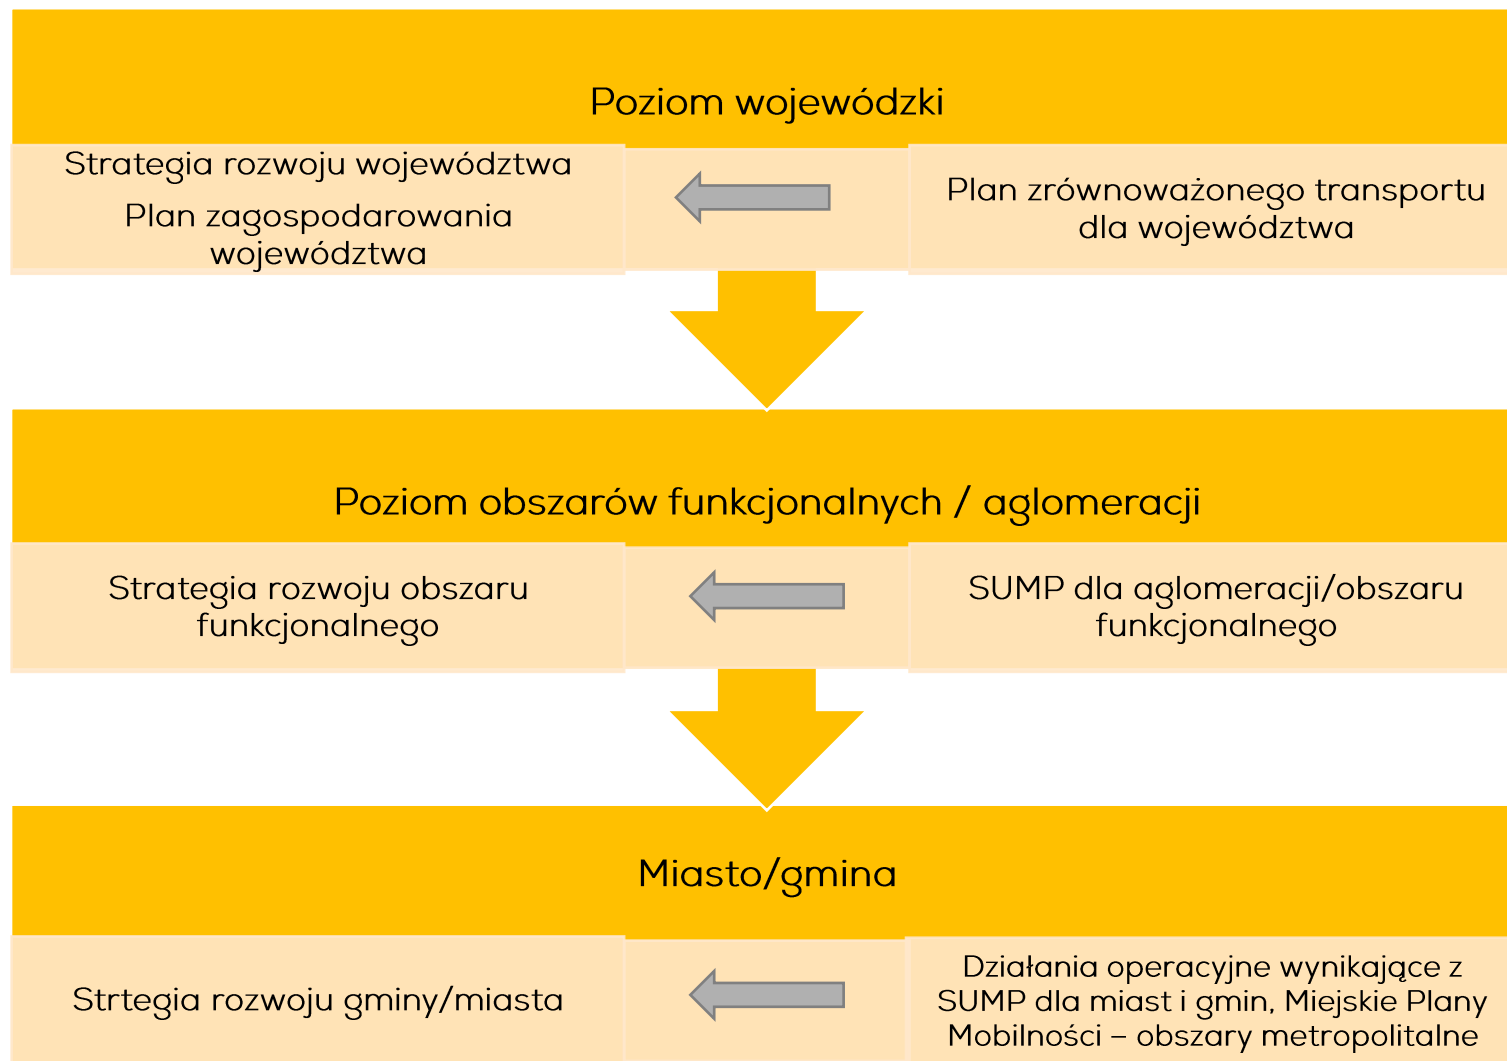 Poziom wojewódzki
Strategia rozwoju województwa
Plan zagospodarowania
województwa
Plan zrównoważonego transportu
dla województwa
Poziom obszarów funkcjonalnych / aglomeracji
Strategia rozwoju obszaru
funkcjonalnego
SUMP dla aglomeracji/obszaru
funkcjonalnego
Miasto/gmina
Strtegia rozwoju gminy/miasta
Działania operacyjne wynikające z
SUMP dla miast i gmin, Miejskie Plany
Mobilności – obszary metropolitalne